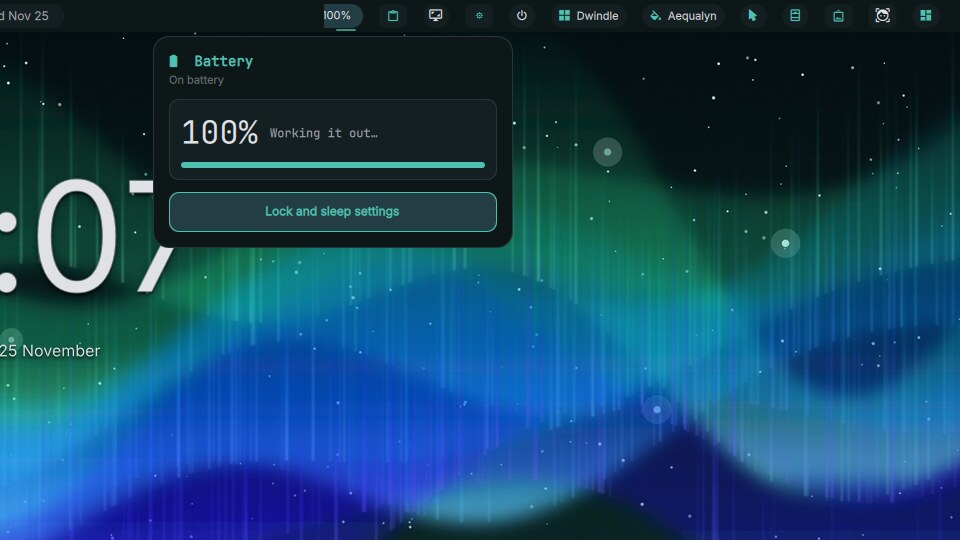 d Nov 25
100%
Dwindle
Aequalyn
Battery
On battery
100% Working it out…
Lock and sleep settings
:07
25 November